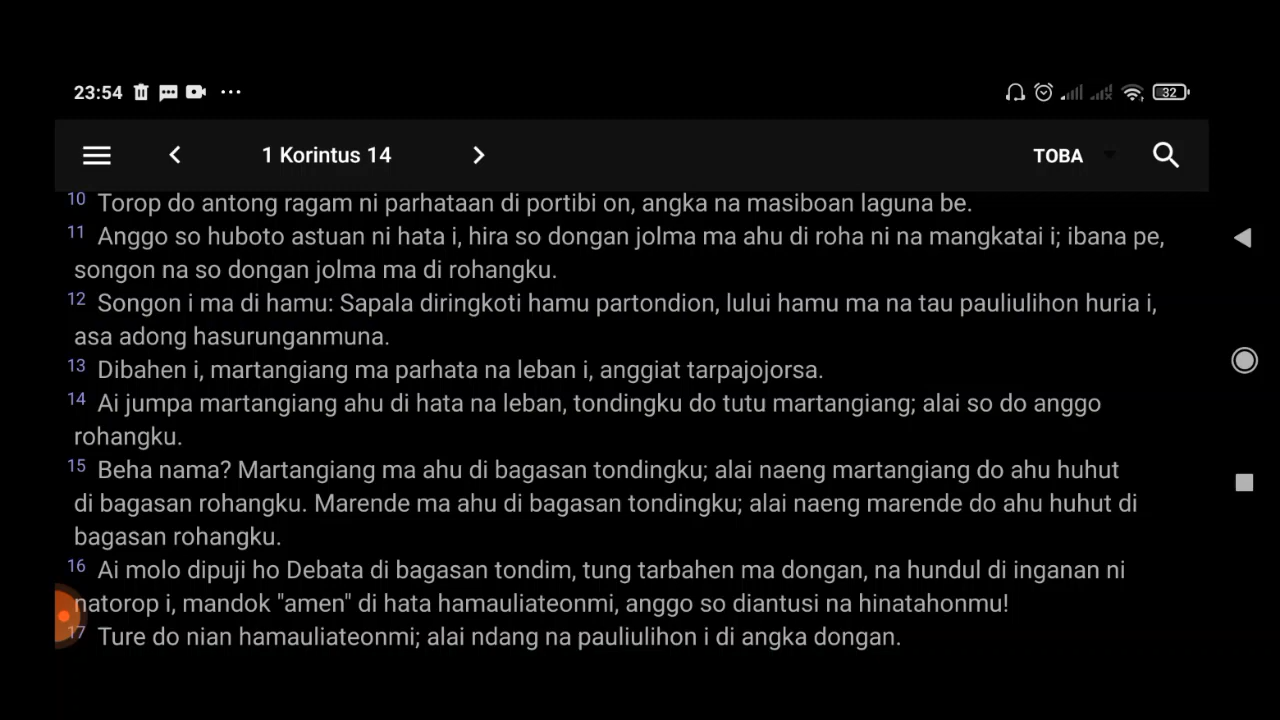 23:54
32
1 Korintus 14
TOBA
10 Torop do antong ragam ni parhataan di portibi on, angka na masiboan laguna be.
11 Anggo so huboto astuan ni hata i, hira so dongan jolma ma ahu di roha ni na mangkatai i; ibana pe,
songon na so dongan jolma ma di rohangku.
12 Songon i ma di hamu: Sapala diringkoti hamu partondion, lului hamu ma na tau pauliulihon huria i,
asa adong hasurunganmuna.
13 Dibahen i, martangiang ma parhata na leban i, anggiat tarpajojorsa.
14 Ai jumpa martangiang ahu di hata na leban, tondingku do tutu martangiang; alai so do anggo
rohangku.
15 Beha nama? Martangiang ma ahu di bagasan tondingku; alai naeng martangiang do ahu huhut
di bagasan rohangku. Marende ma ahu di bagasan tondingku; alai naeng marende do ahu huhut di
bagasan rohangku.
16 Ai molo dipuji ho Debata di bagasan tondim, tung tarbahen ma dongan, na hundul di inganan ni
natorop i, mandok "amen" di hata hamauliateonmi, anggo so diantusi na hinatahonmu!
17 Ture do nian hamauliateonmi; alai ndang na pauliulihon i di angka dongan.